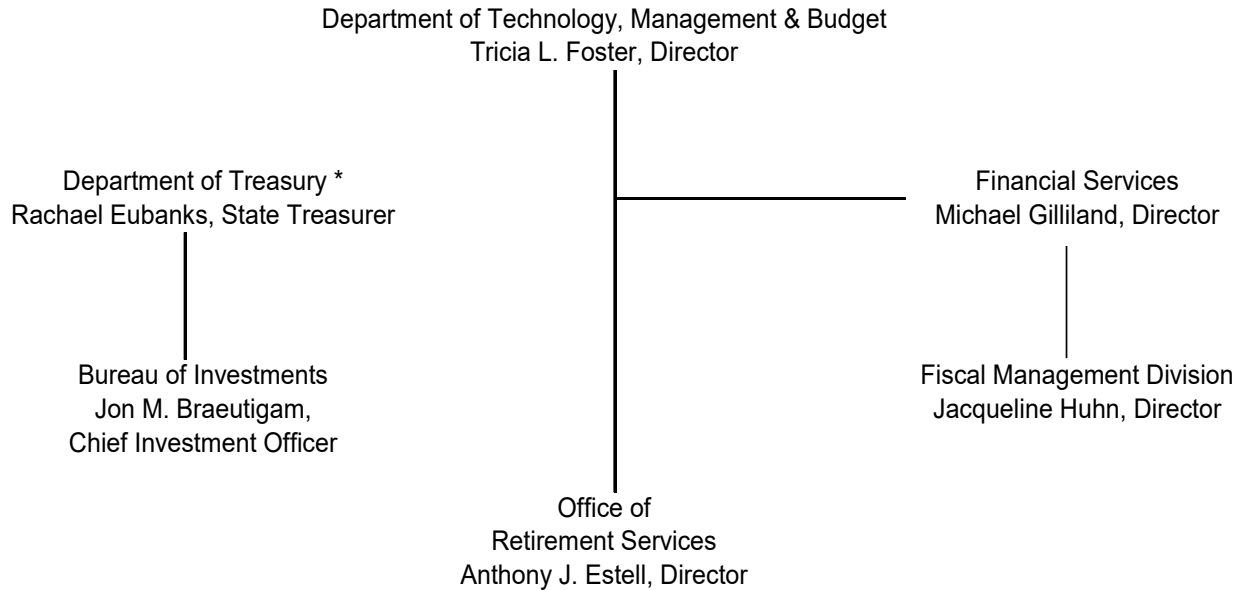 Department of Technology, Management & Budget
Tricia L. Foster, Director
Department of Treasury *
Rachael Eubanks, State Treasurer
Financial Services
Michael Gilliland, Director
Bureau of Investments
Jon M. Braeutigam,
Chief Investment Officer
Fiscal Management Division
Jacqueline Huhn, Director
Office of
Retirement Services
Anthony J. Estell, Director